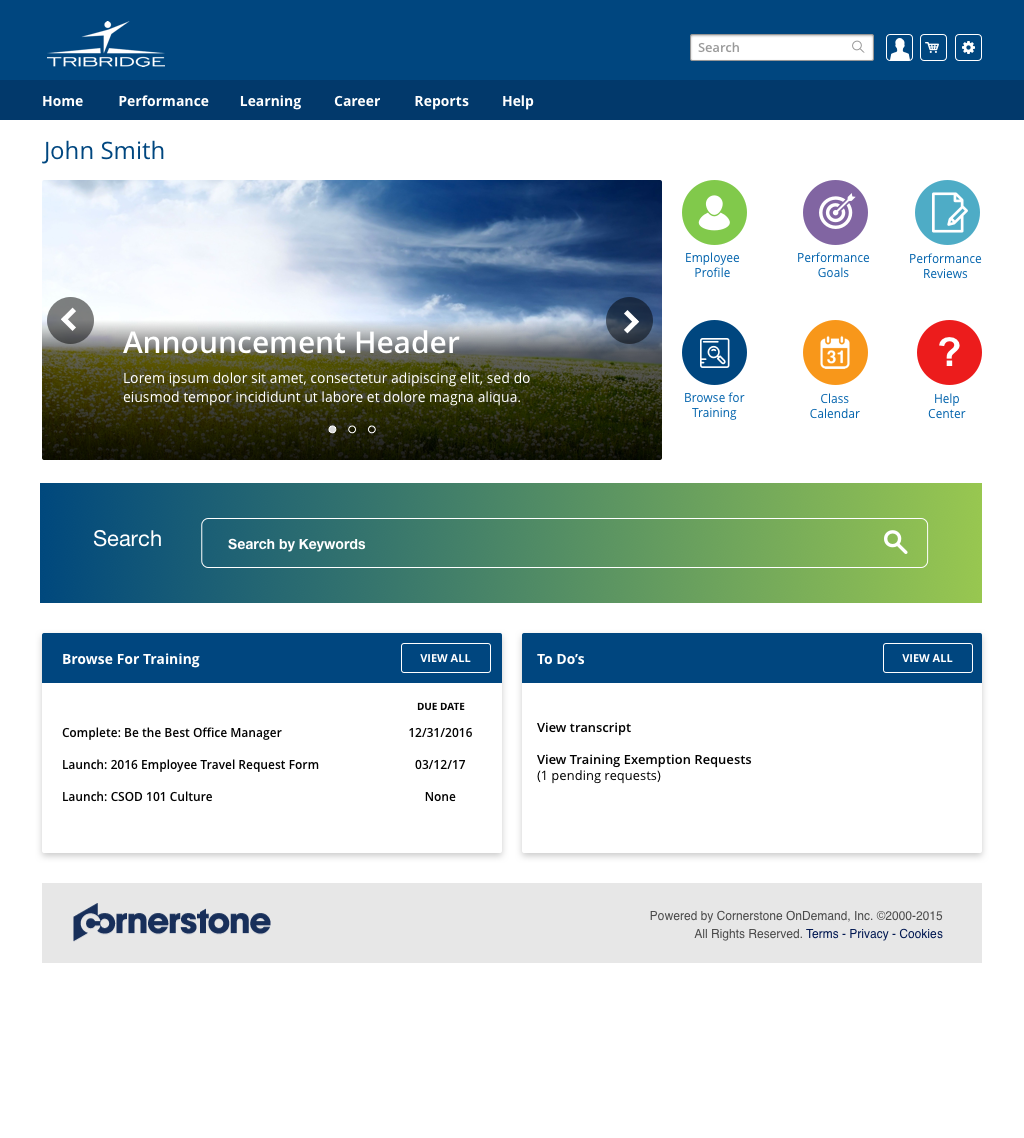 TRIBRIDGE
Search
Home Performance Learning Career Reports Help
John Smith
Announcement Header
Lorem ipsum dolor sit amet, consectetur adipiscing elit, sed do
eiusmod tempor incididunt ut labore et dolore magna aliqua.
Employee
Profile
Performance
Goals
Performance
Reviews
Browse for
Training
31
Class
Calendar
?
Help
Center
Search
Search by Keywords
Browse For Training
VIEW ALL
DUE DATE
Complete: Be the Best Office Manager 12/31/2016
Launch: 2016 Employee Travel Request Form 03/12/17
Launch: CSOD 101 Culture None
To Do’s
VIEW ALL
View transcript
View Training Exemption Requests
(1 pending requests)
Cornerstone
Powered by Cornerstone OnDemand, Inc. ©2000-2015
All Rights Reserved. Terms - Privacy - Cookies